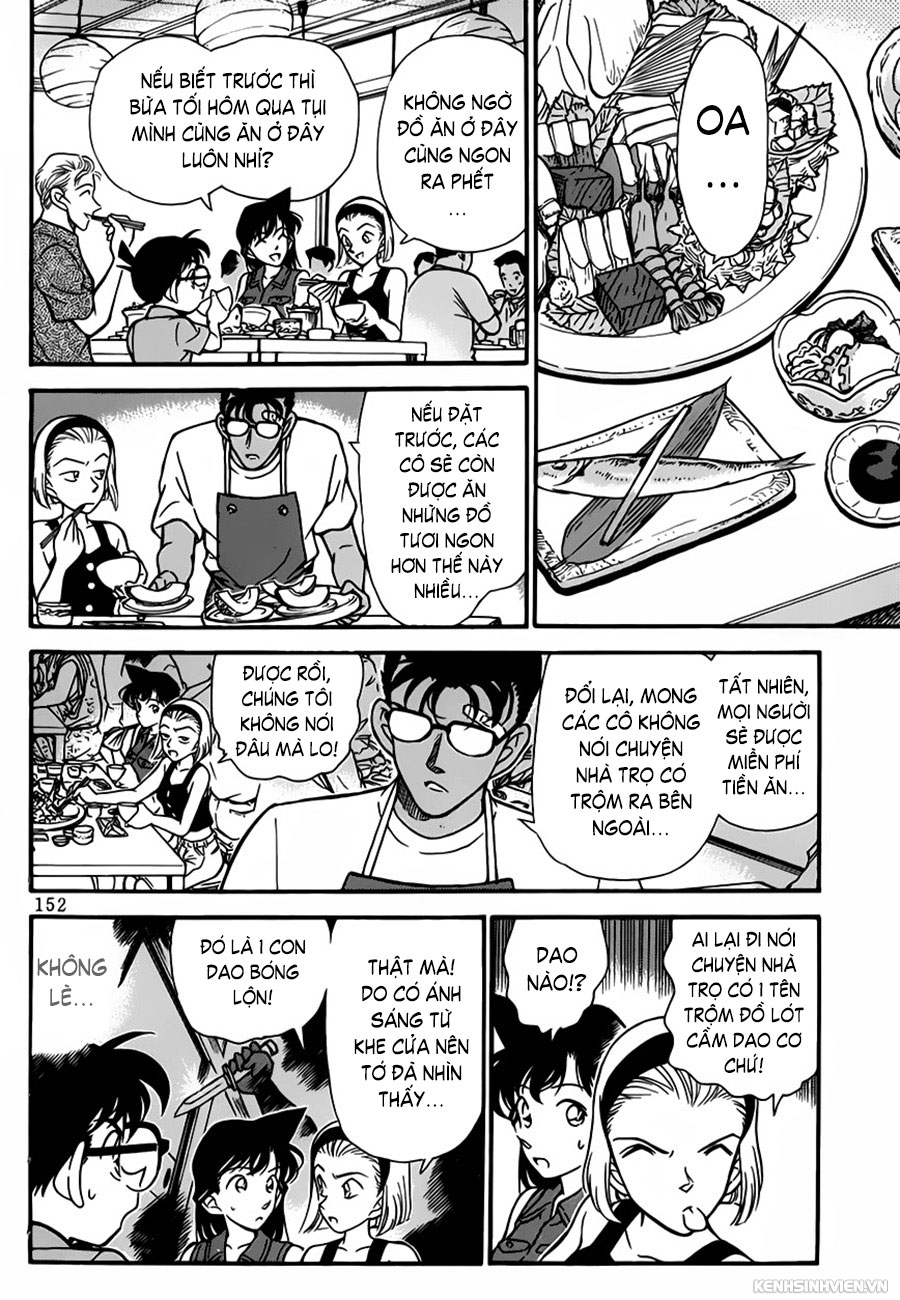 OA
...
KHÔNG NGỜ
ĐỒ ĂN Ở ĐÂY
CŨNG NGON
RA PHẾT
...
NẾU BIẾT TRƯỚC THÌ
BỮA TỐI HÔM QUA TỤI
MÌNH CŨNG ĂN Ở ĐÂY
LUÔN NHỈ?
NẾU ĐẶT
TRƯỚC, CÁC
CÔ SẼ CÒN
ĐƯỢC ĂN
NHỮNG ĐỒ
TƯƠI NGON
HƠN THẾ NÀY
NHIỀU...
TẤT NHIÊN,
MỌI NGƯỜI
SẼ ĐƯỢC
MIỄN PHÍ
TIỀN ĂN...
ĐỔI LẠI, MONG
CÁC CÔ KHÔNG
NÓI CHUYỆN
NHÀ TRỌ CÓ
TRỘM RA BÊN
NGOÀI...
ĐƯỢC RỒI,
CHÚNG TÔI
KHÔNG NÓI
ĐÂU MÀ LO!
152
AI LẠI ĐI NÓI
CHUYỆN NHÀ
TRỌ CÓ 1 TÊN
TRỘM ĐỒ LÓT
CẦM DAO CƠ
CHỨ!
DAO
NÀO!?
THẬT MÀ!
DO CÓ ÁNH
SÁNG TỪ
KHE CỬA NÊN
TỚ ĐÃ NHÌN
THẤY...
ĐÓ LÀ 1 CON
DAO BÓNG
LỘN!
KHÔNG
LẼ...
KENHSINHVIEN.VN